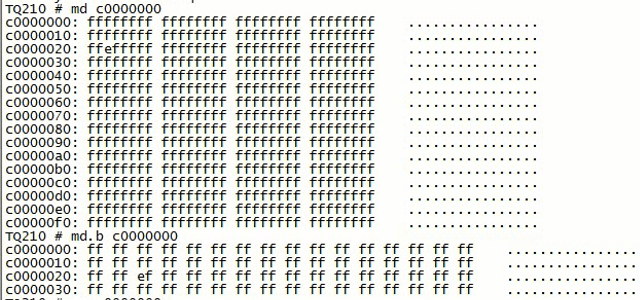 TQ210 # md c0000000
c0000000: ffffffff ffffffff ffffffff ffffffff    ................
c0000010: ffffffff ffffffff ffffffff ffffffff    ................
c0000020: ffefffff ffffffff ffffffff ffffffff    ................
c0000030: ffffffff ffffffff ffffffff ffffffff    ................
c0000040: ffffffff ffffffff ffffffff ffffffff    ................
c0000050: ffffffff ffffffff ffffffff ffffffff    ................
c0000060: ffffffff ffffffff ffffffff ffffffff    ................
c0000070: ffffffff ffffffff ffffffff ffffffff    ................
c0000080: ffffffff ffffffff ffffffff ffffffff    ................
c0000090: ffffffff ffffffff ffffffff ffffffff    ................
c00000a0: ffffffff ffffffff ffffffff ffffffff    ................
c00000b0: ffffffff ffffffff ffffffff ffffffff    ................
c00000c0: ffffffff ffffffff ffffffff ffffffff    ................
c00000d0: ffffffff ffffffff ffffffff ffffffff    ................
c00000e0: ffffffff ffffffff ffffffff ffffffff    ................
c00000f0: ffffffff ffffffff ffffffff ffffffff    ................
TQ210 # md.b c0000000
c0000000: ff ff ff ff ff ff ff ff ff ff ff ff ff ff ff ff    ................
c0000010: ff ff ff ff ff ff ff ff ff ff ff ff ff ff ff ff    ................
c0000020: ff ff ef ff ff ff ff ff ff ff ff ff ff ff ff ff    ................
c0000030: ff ff ff ff ff ff ff ff ff ff ff ff ff ff ff ff    ................